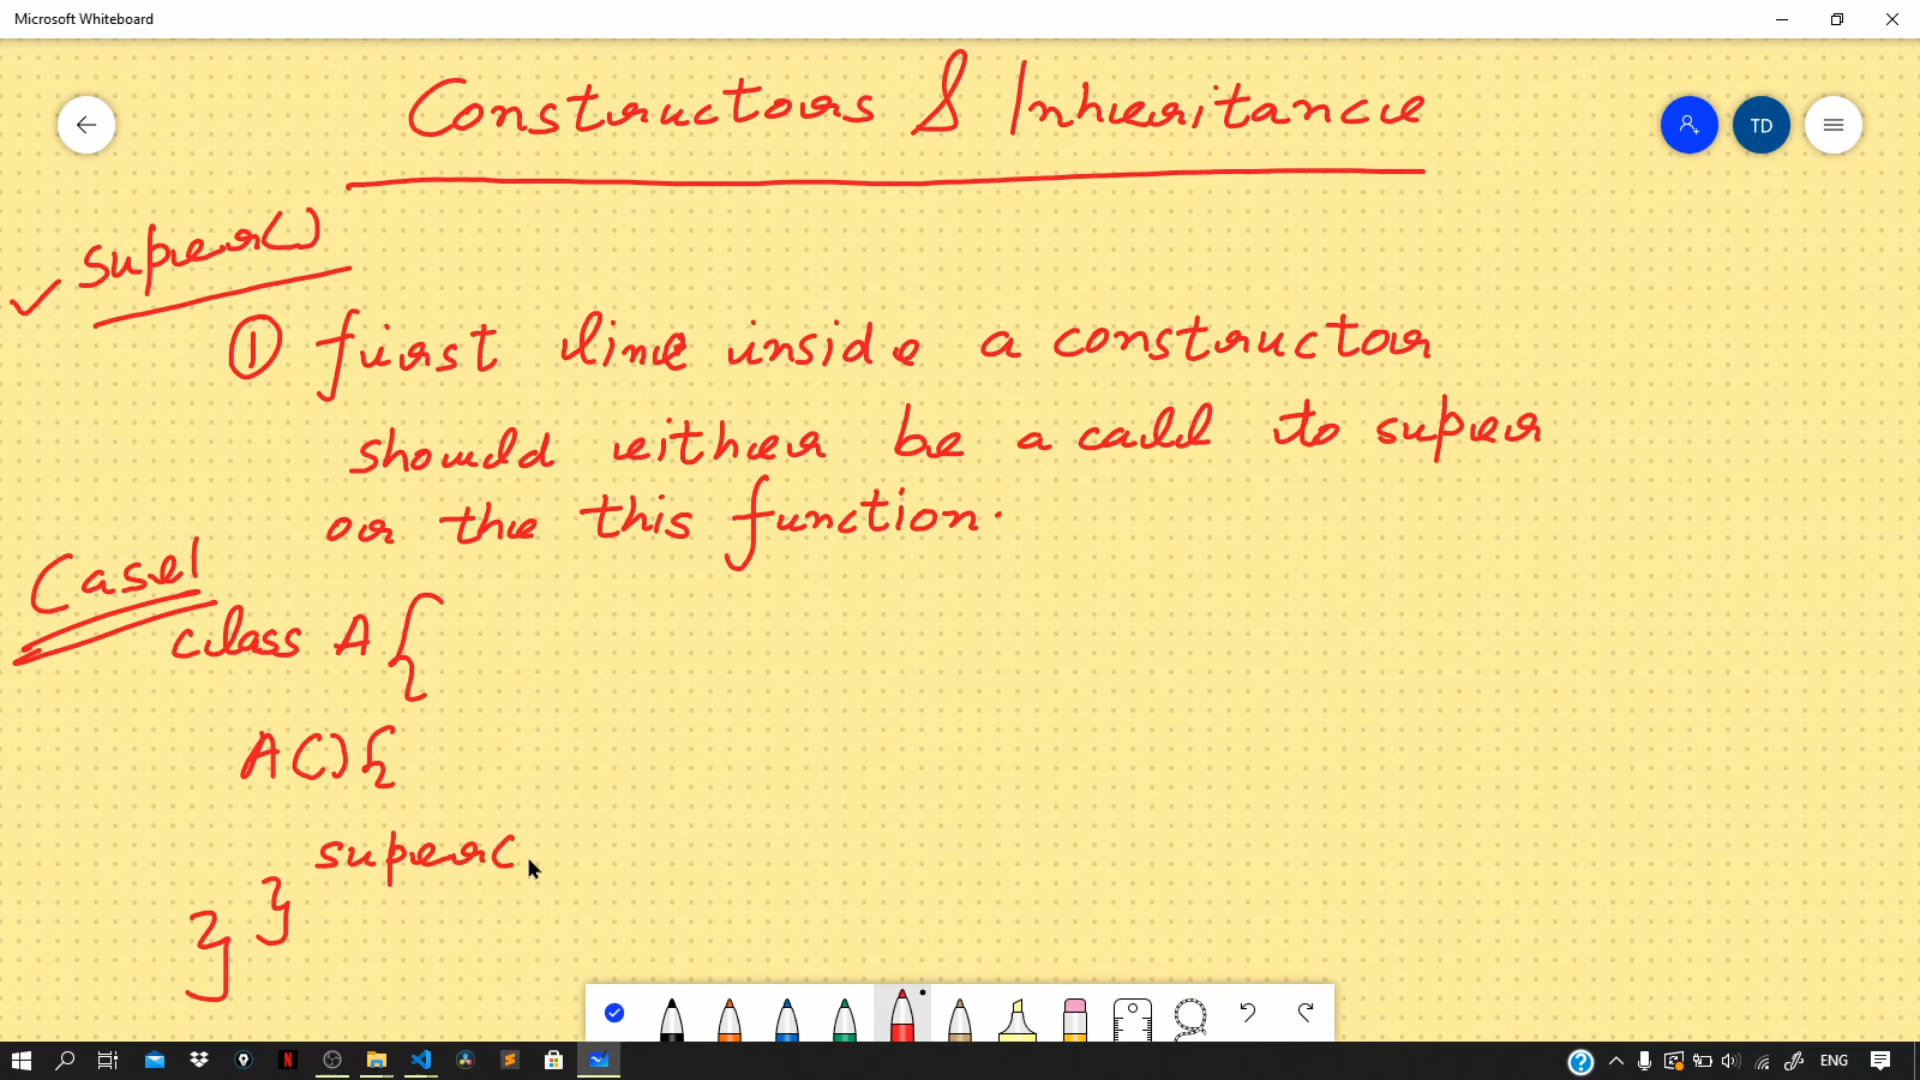 Microsoft Whiteboard
Constructors & Inheritance
TD
super()
① first line inside a constructor
should either be a call to super
or the this function.
Case1
class A {
A() {
super(
}
}
ENG